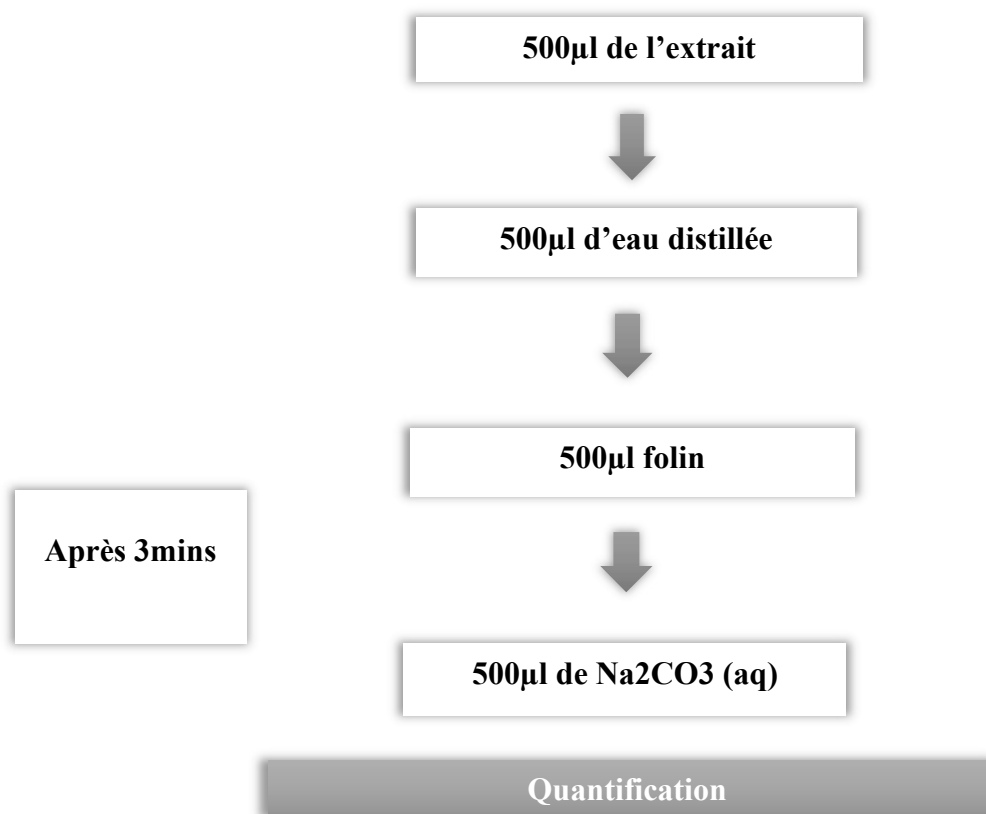 500µl de l’extrait
500µl d’eau distillée
500µl folin
Après 3mins
500µl de Na2CO3 (aq)
Quantification